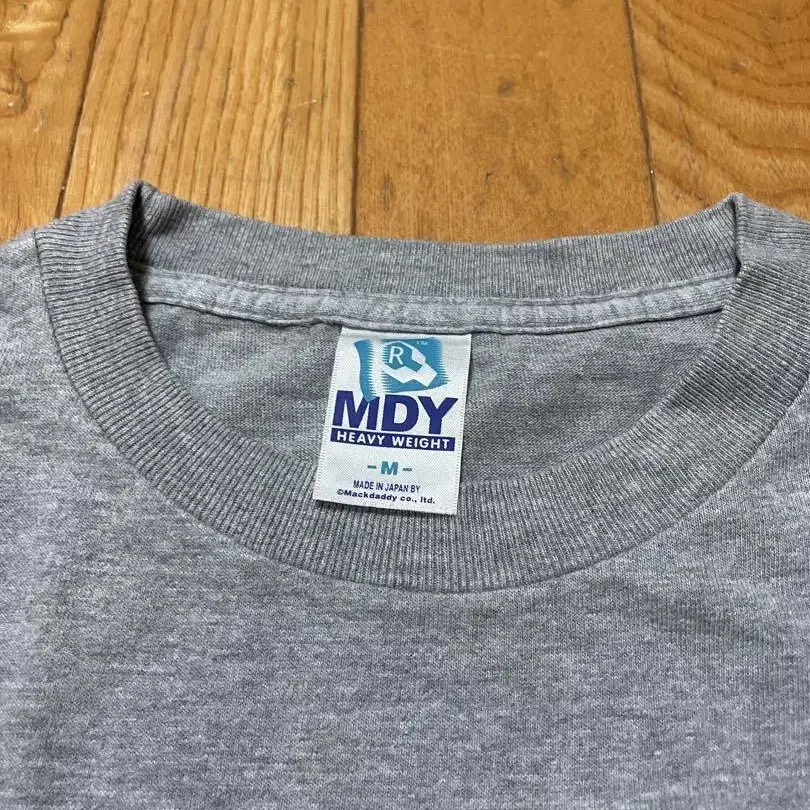 R ™
MDY
HEAVY WEIGHT
-M-
MADE IN JAPAN BY
©Mackdaddy co., ltd.